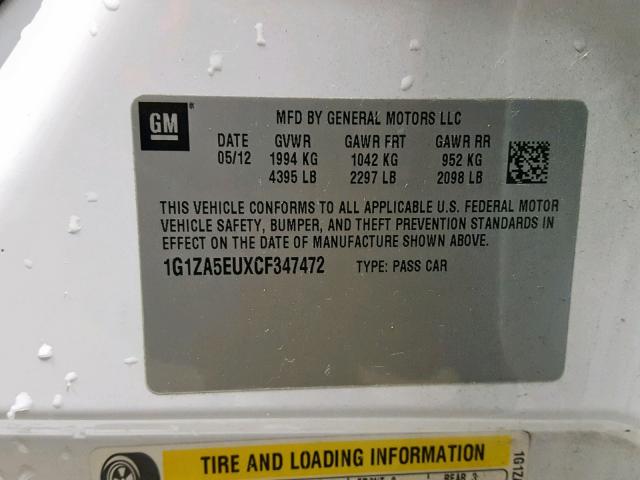 GM
MFD BY GENERAL MOTORS LLC
DATE GVWR GAWR FRT GAWR RR
05/12 1994 KG 1042 KG 952 KG
4395 LB 2297 LB 2098 LB
THIS VEHICLE CONFORMS TO ALL APPLICABLE U.S. FEDERAL MOTOR
VEHICLE SAFETY, BUMPER, AND THEFT PREVENTION STANDARDS IN
EFFECT ON THE DATE OF MANUFACTURE SHOWN ABOVE.
1G1ZA5EUXCF347472 TYPE: PASS CAR
TIRE AND LOADING INFORMATION
REAR 3
1G1Z